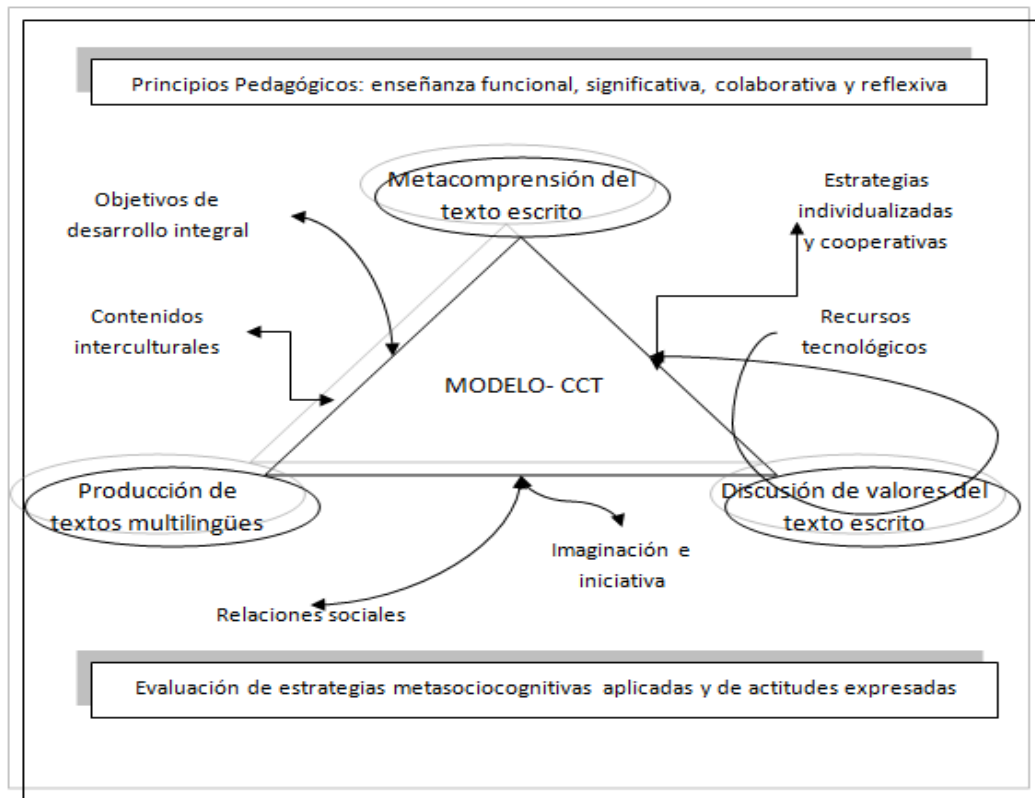 Principios Pedagógicos: enseñanza funcional, significativa, colaborativa y reflexiva
Metacomprensión del
texto escrito
Objetivos de
desarrollo integral
Estrategias
individualizadas
y cooperativas
Contenidos
interculturales
Recursos
tecnológicos
MODELO- CCT
Producción de
textos multilingües
Discusión de valores del
texto escrito
Imaginación e
iniciativa
Relaciones sociales
Evaluación de estrategias metasociocognitivas aplicadas y de actitudes expresadas